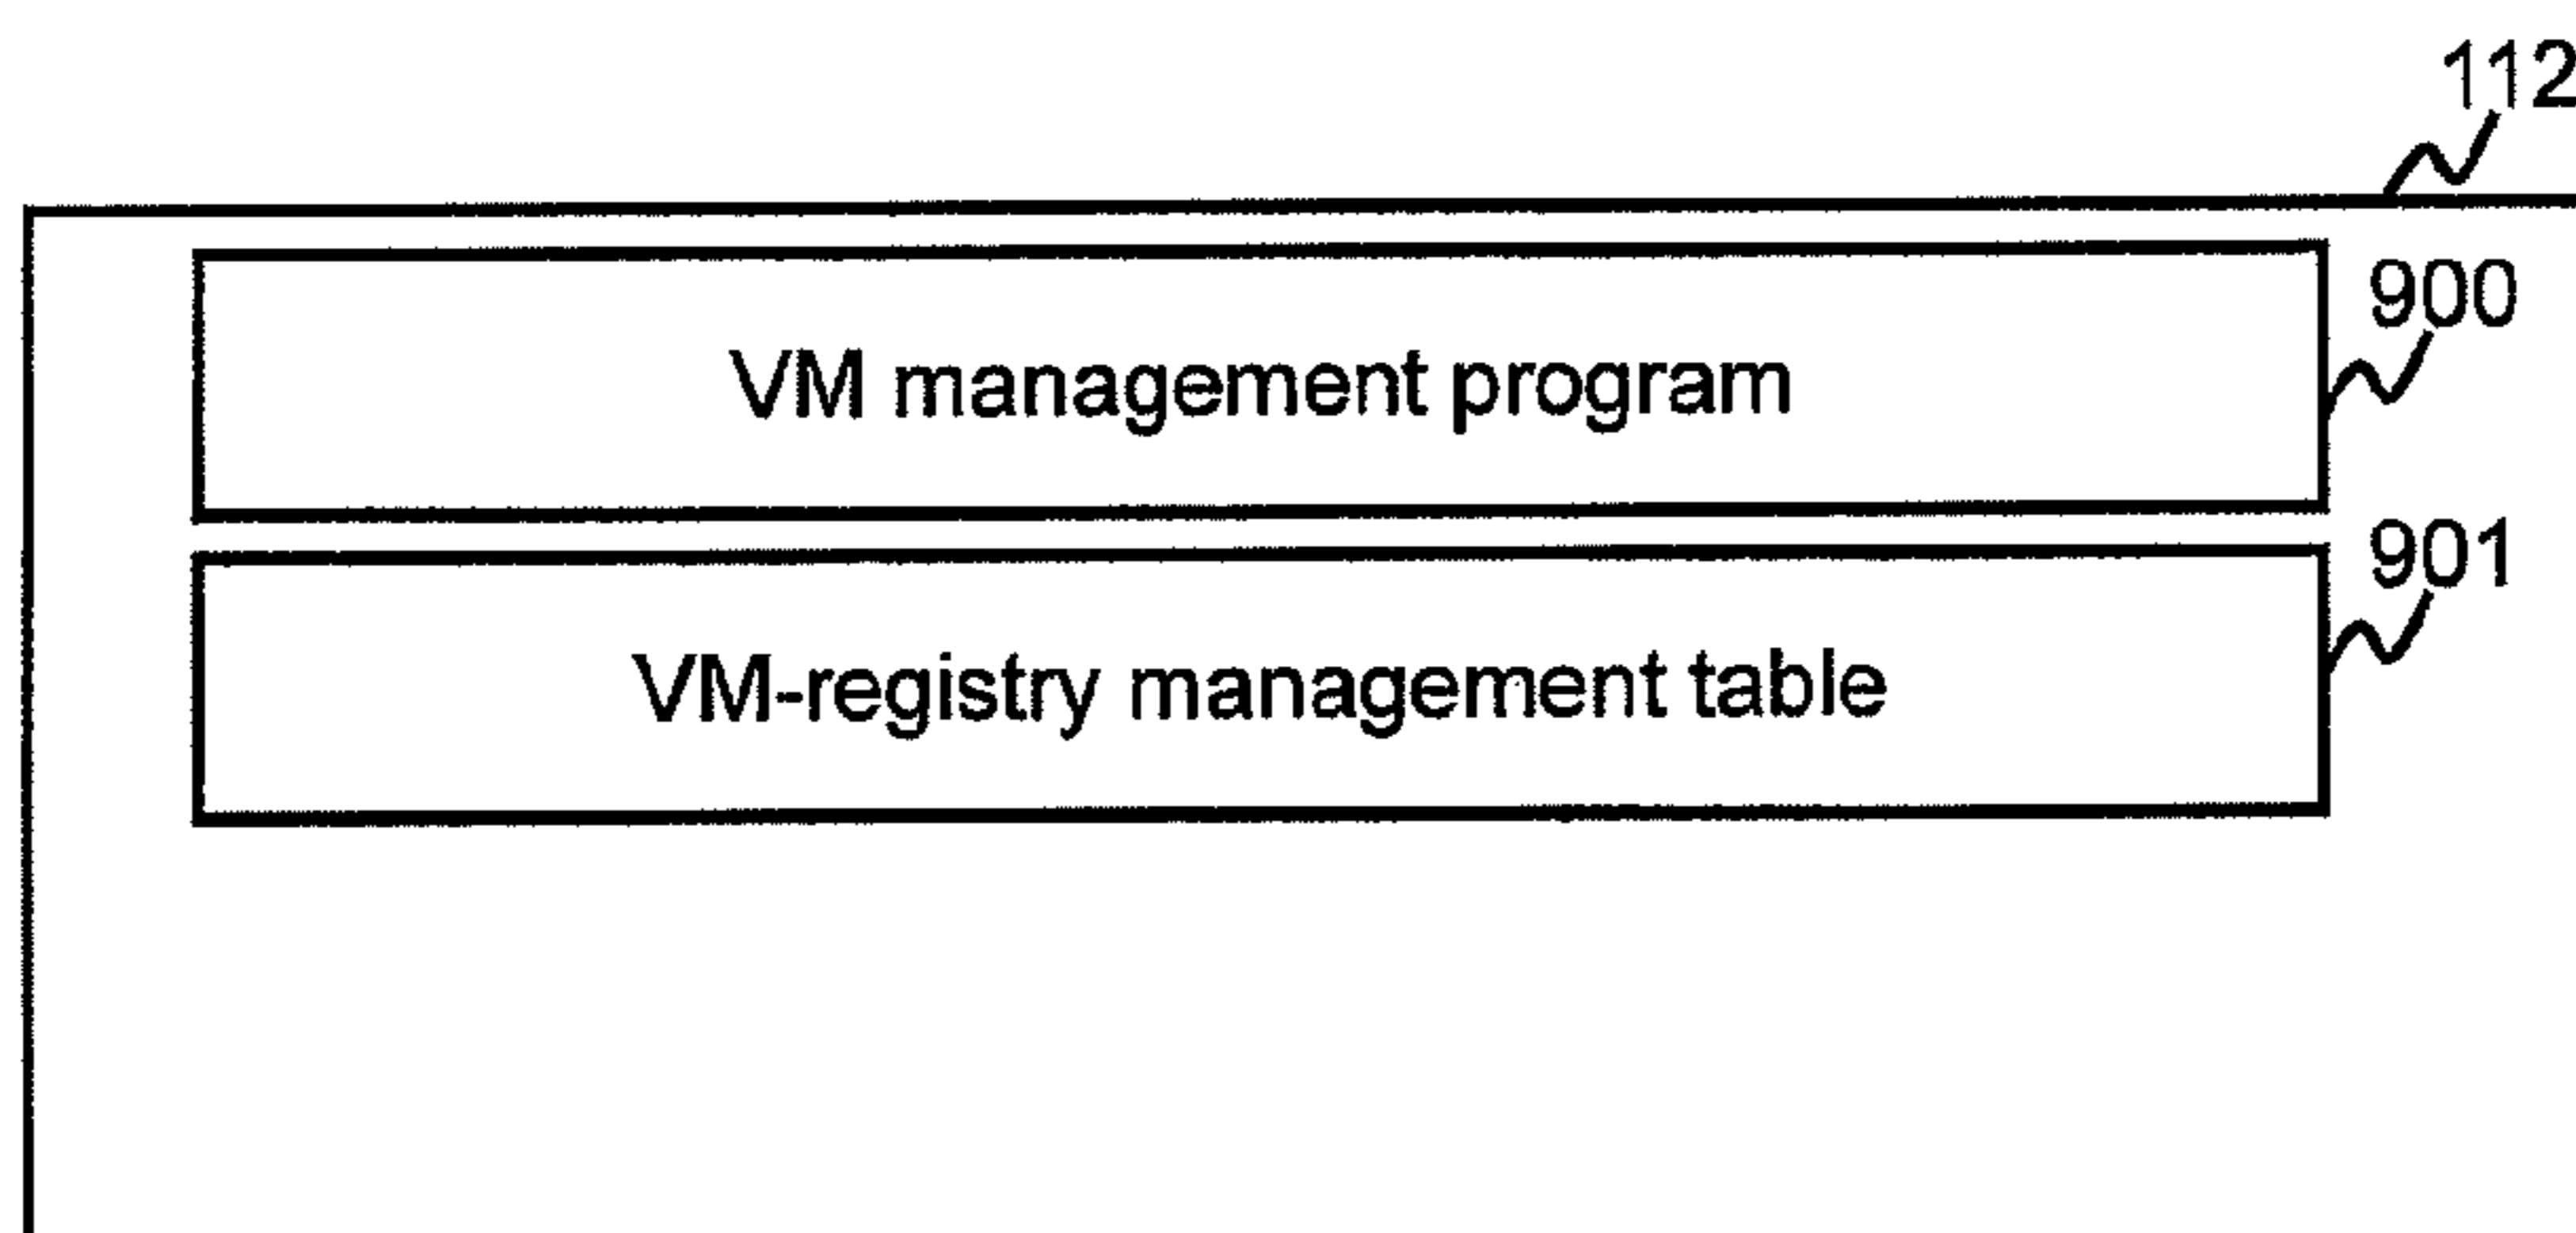 112
900
VM management program
901
VM-registry management table